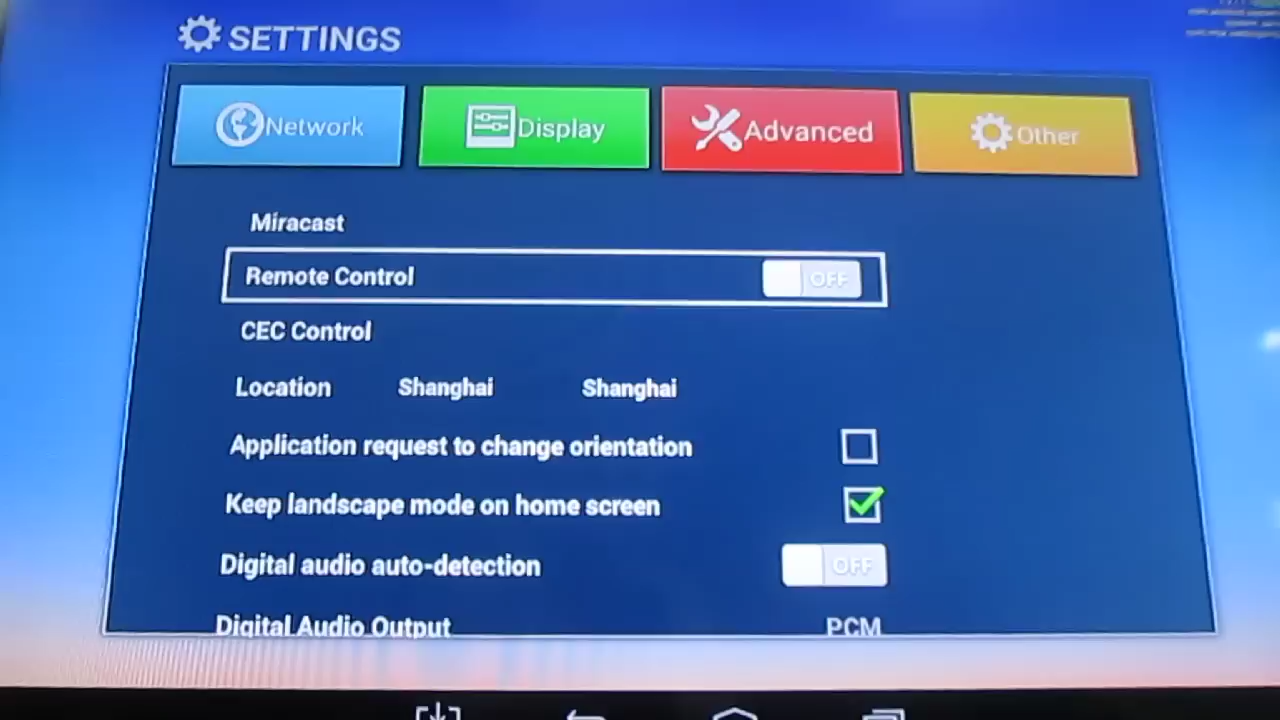 SETTINGS
Network Display Advanced Other
Miracast
Remote Control OFF
CEC Control
Location Shanghai Shanghai
Application request to change orientation
Keep landscape mode on home screen
Digital audio auto-detection OFF
Digital Audio Output PCM